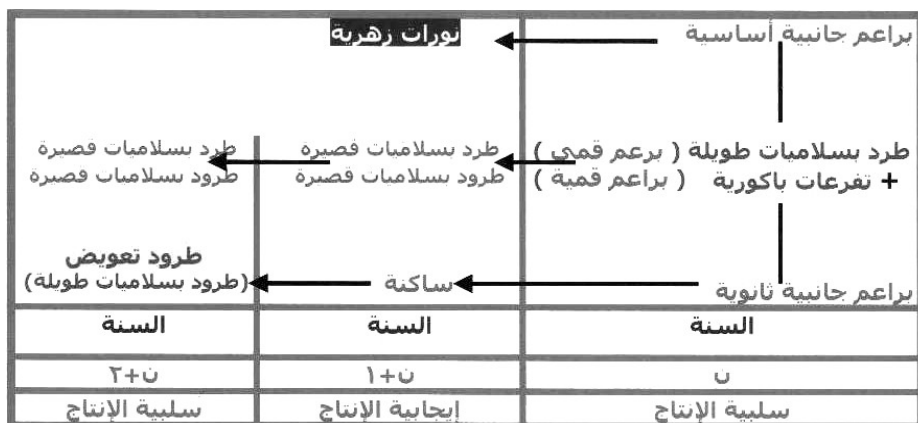 براعم جانبية أساسية
نورات زهرية
طرد بسلاميات طويلة ( برعم قمي )
+ تفرعات باكورية ( براعم قمية )
طرد بسلاميات قصيرة
طرود بسلاميات قصيرة
طرد بسلاميات قصيرة
طرود بسلاميات قصيرة
براعم جانبية ثانوية
ساكنة
طرود تعويض
(طرود بسلاميات طويلة)
السنة السنة السنة
ن ن+١ ن+٢
سلبية الإنتاج إيجابية الإنتاج سلبية الإنتاج